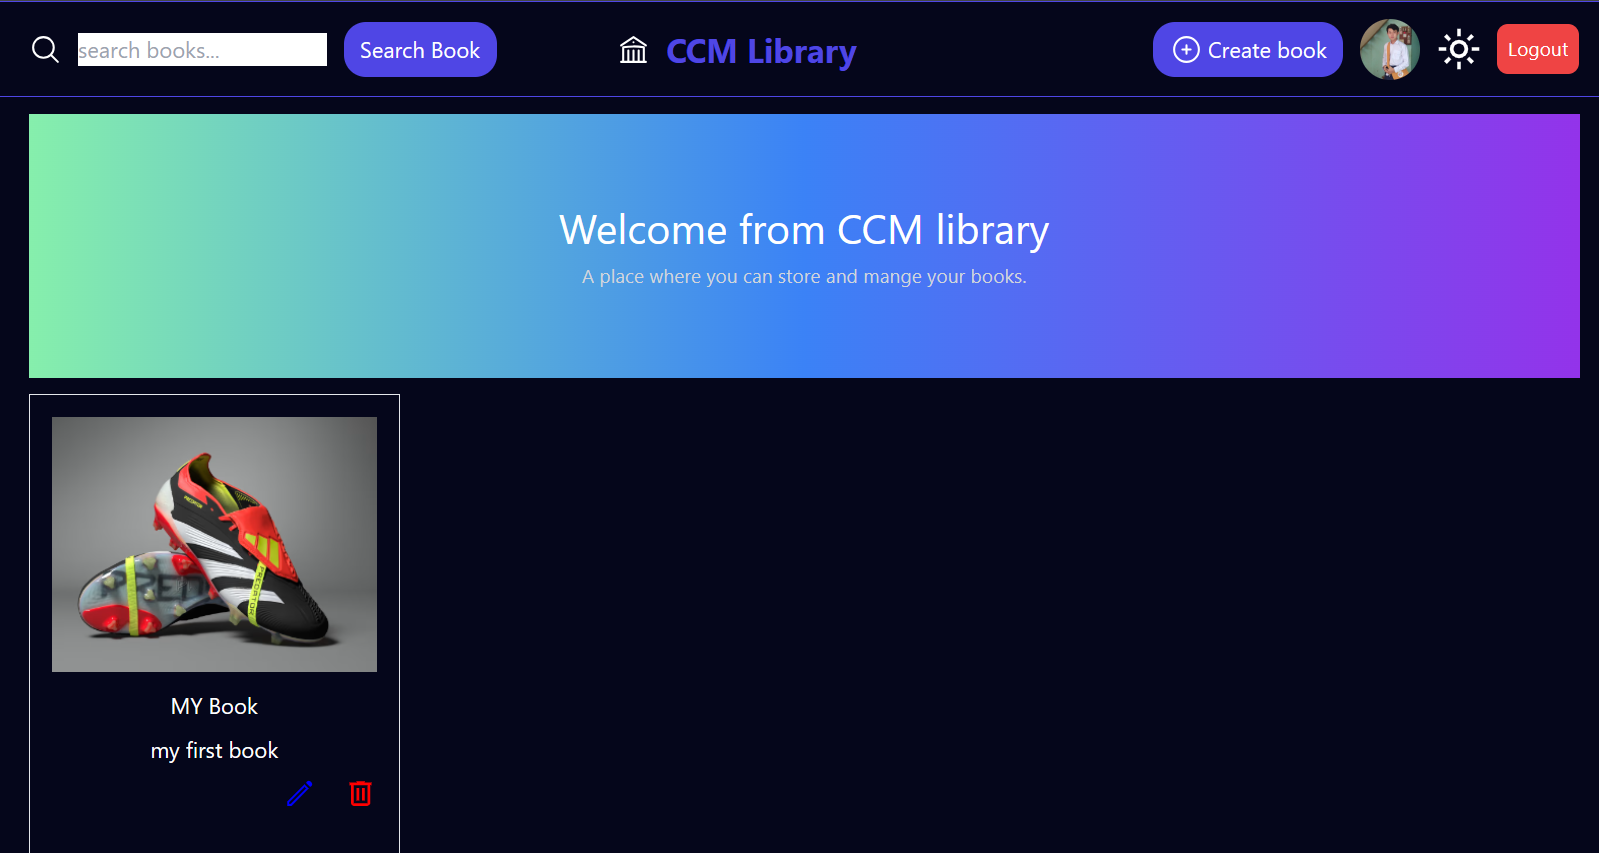 search books...
Search Book
CCM Library
Create book
Logout
Welcome from CCM library
A place where you can store and mange your books.
PREDATOR
MY Book
my first book